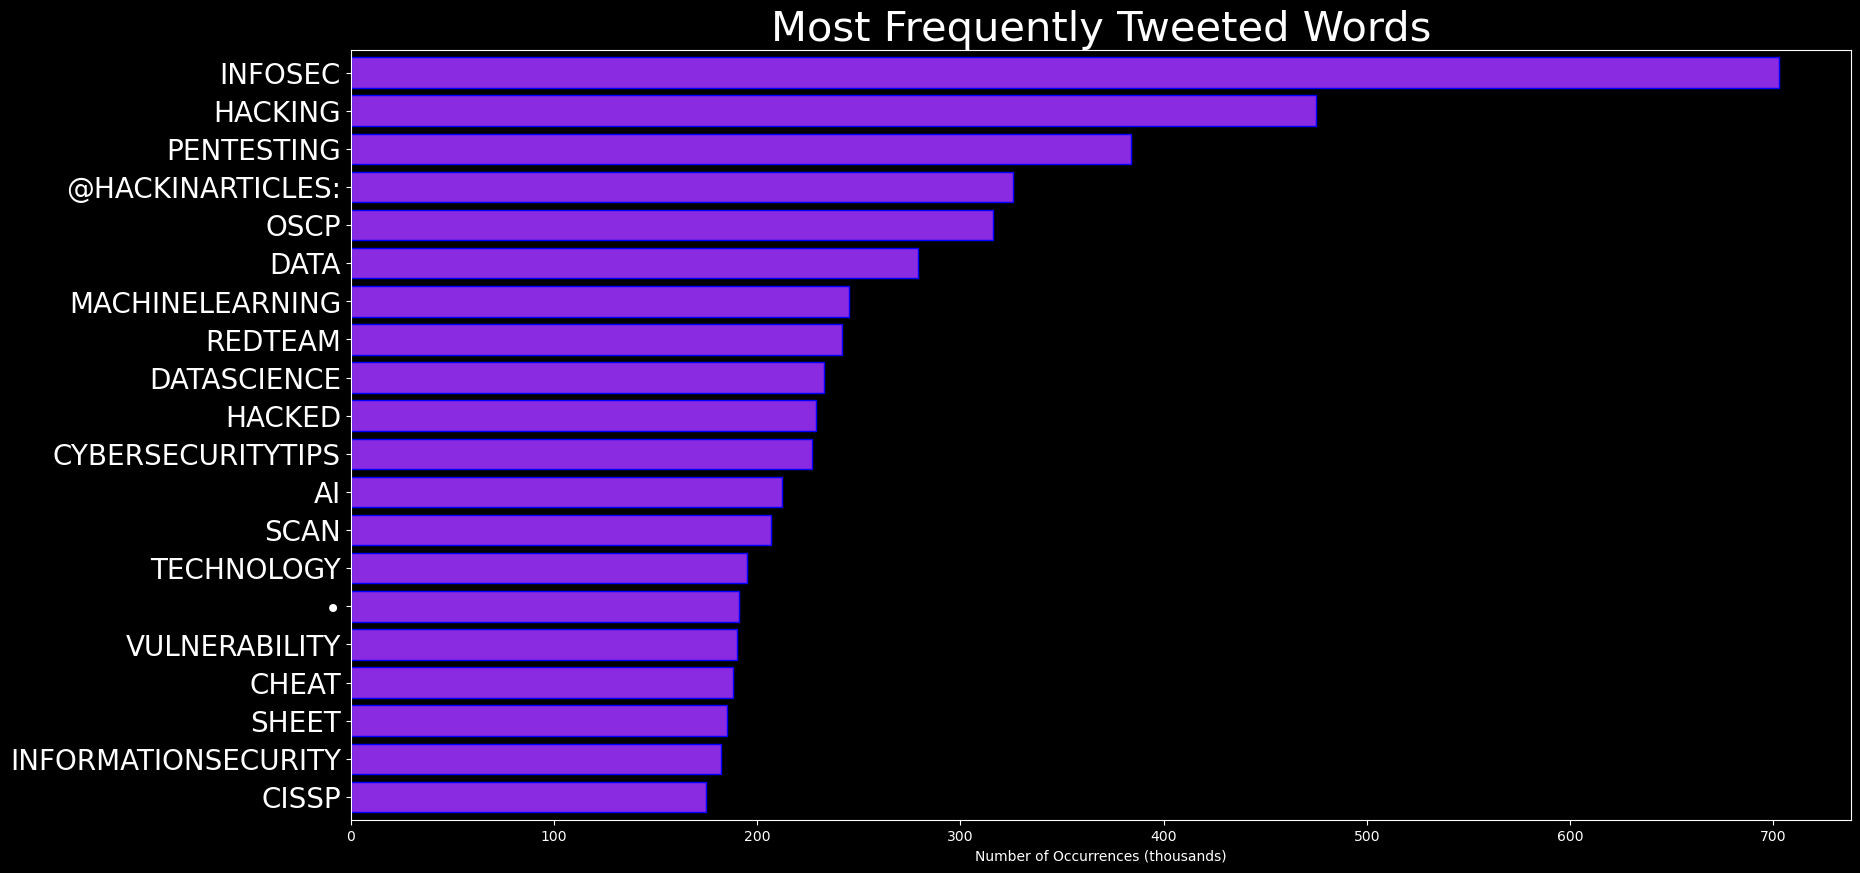 Most Frequently Tweeted Words
INFOSEC
HACKING
PENTESTING
@HACKINARTICLES:
OSCP
DATA
MACHINELEARNING
REDTEAM
DATASCIENCE
HACKED
CYBERSECURITYTIPS
AI
SCAN
TECHNOLOGY
•
VULNERABILITY
CHEAT
SHEET
INFORMATIONSECURITY
CISSP
0 100 200 300 400 500 600 700
Number of Occurrences (thousands)